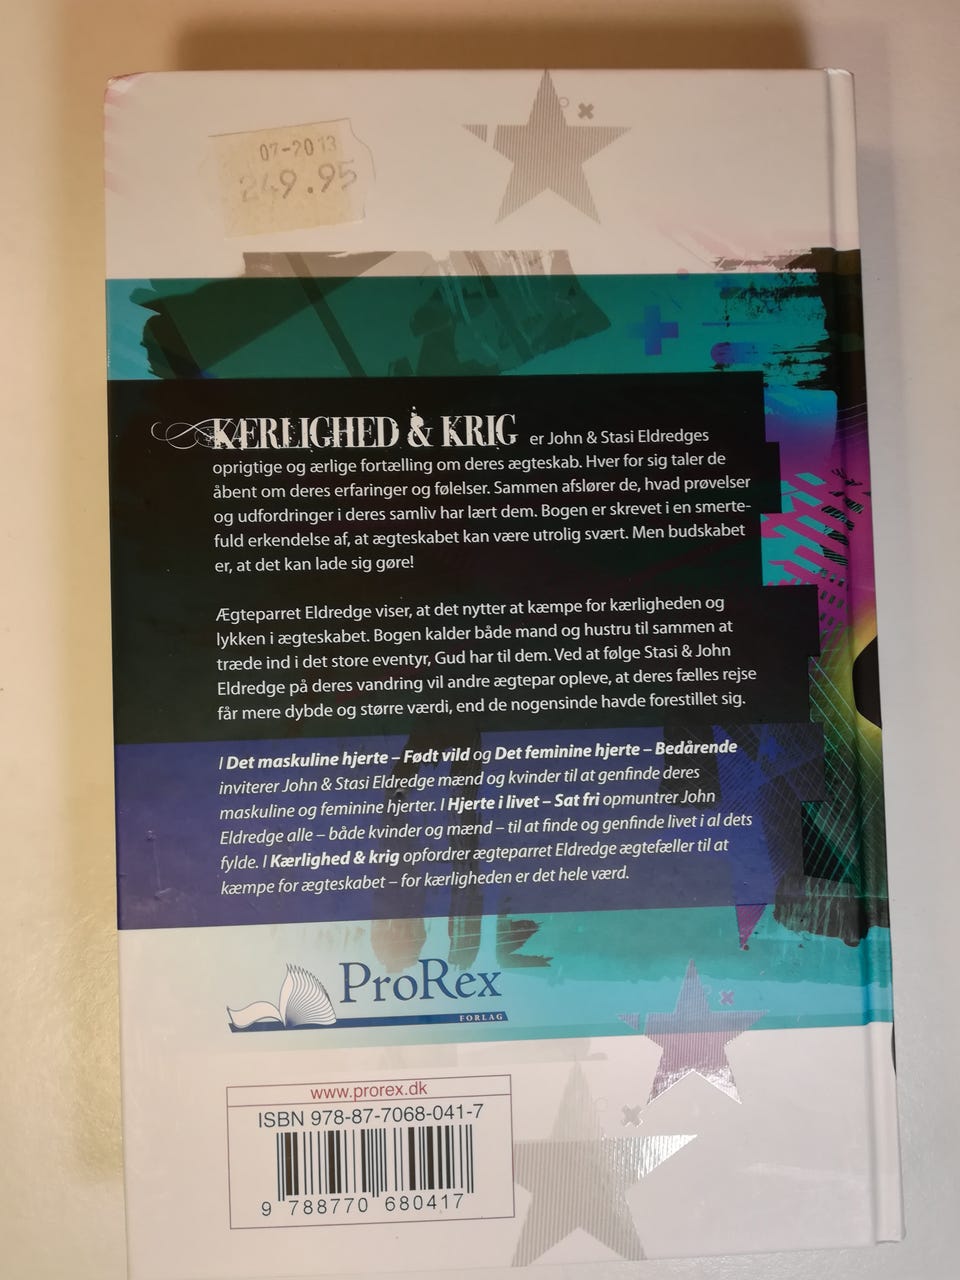 07-2013
249.95
KÆRLIGHED & KRIG er John & Stasi Eldredges
oprigtige og ærlige fortælling om deres ægteskab. Hver for sig taler de
åbent om deres erfaringer og følelser. Sammen afslører de, hvad prøvelser
og udfordringer i deres samliv har lært dem. Bogen er skrevet i en smerte-
fuld erkendelse af, at ægteskabet kan være utrolig svært. Men budskabet
er, at det kan lade sig gøre!
Ægteparret Eldredge viser, at det nytter at kæmpe for kærligheden og
lykken i ægteskabet. Bogen kalder både mand og hustru til sammen at
træde ind i det store eventyr, Gud har til dem. Ved at følge Stasi & John
Eldredge på deres vandring vil andre ægtepar opleve, at deres fælles rejse
får mere dybde og større værdi, end de nogensinde havde forestillet sig.
I Det maskuline hjerte – Født vild og Det feminine hjerte – Bedårende
inviterer John & Stasi Eldredge mænd og kvinder til at genfinde deres
maskuline og feminine hjerter. I Hjerte i livet – Sat fri opmuntrer John
Eldredge alle – både kvinder og mænd – til at finde og genfinde livet i al dets
fylde. I Kærlighed & krig opfordrer ægteparret Eldredge ægtefæller til at
kæmpe for ægteskabet – for kærligheden er det hele værd.
ProRex
FORLAG
www.prorex.dk
ISBN 978-87-7068-041-7
9 788770 680417